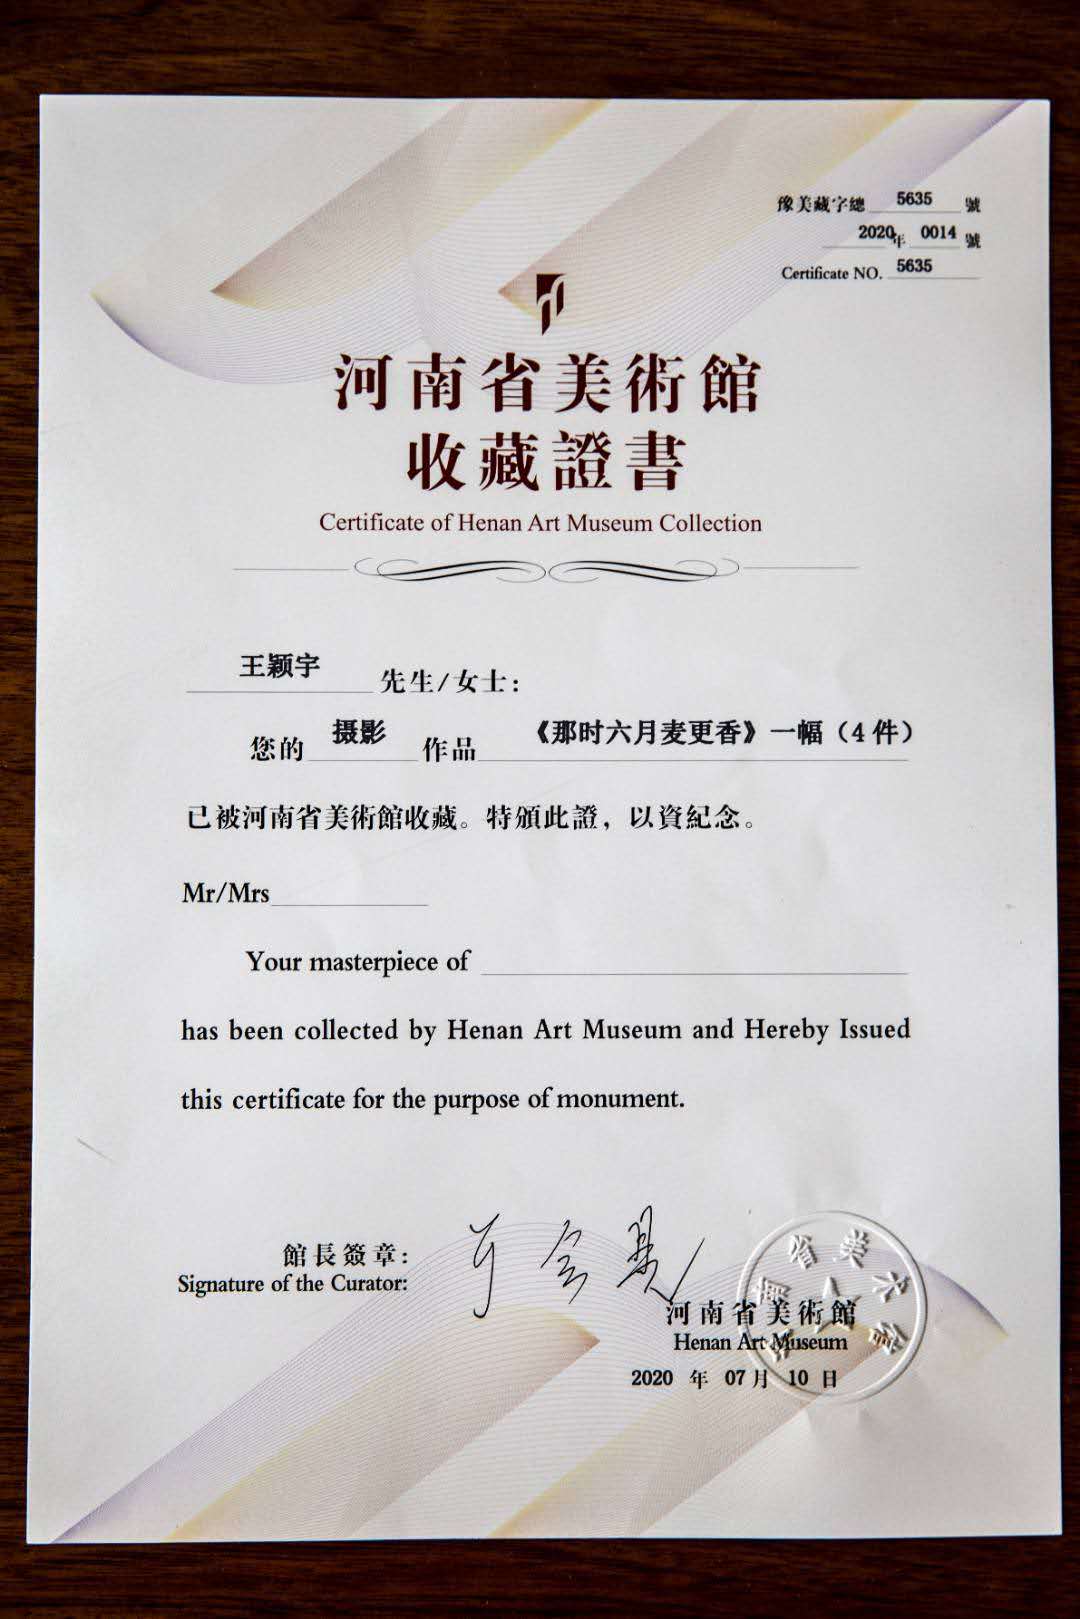 豫美藏字總 5635 號
2020年 0014 號
Certificate NO. 5635
河南省美術館
收藏證書
Certificate of Henan Art Museum Collection
王颖宇 先生/女士：
您的 摄影 作品 《那时六月麦更香》一幅（4 件）
已被河南省美術館收藏。特頒此證，以資紀念。
Mr/Mrs
Your masterpiece of
has been collected by Henan Art Museum and Hereby Issued
this certificate for the purpose of monument.
館長簽章：
Signature of the Curator:
河南省美術館
Henan Art Museum
2020 年 07月 10 日